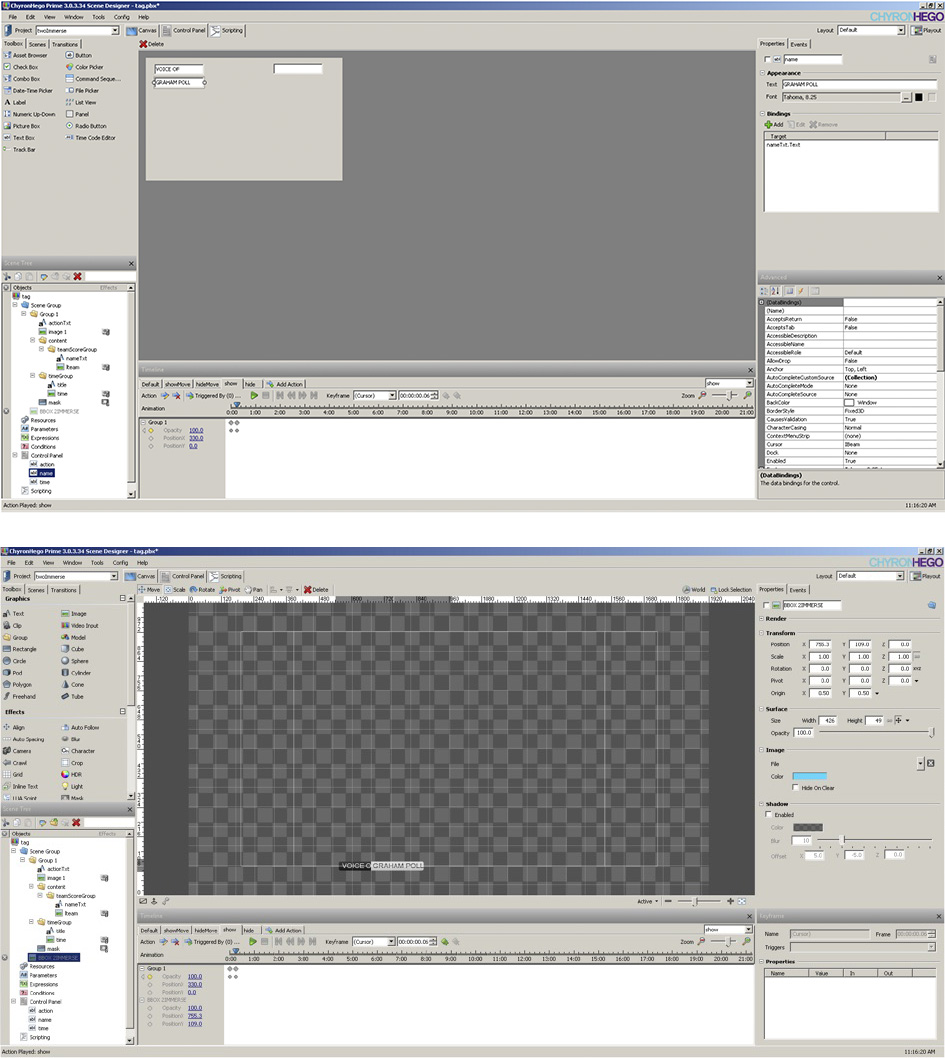 ChyronHego Prime 3.0.3.34 Scene Designer - tag.pbx*
File Edit View Window Tools Config Help
CHYRONHEGO
Project twoImmerse Canvas Control Panel Scripting Layout Default Playout
Toolbox Scenes Transitions
Delete
Properties Events
Asset Browser Button
Check Box Color Picker
Combo Box Command Seque...
Date-Time Picker File Picker
Label List View
Numeric Up-Down Panel
Picture Box Radio Button
Text Box Time Code Editor
Track Bar
VOICE OF
GRAHAM POLL
name
Appearance
Text GRAHAM POLL
Font Tahoma, 8.25 ...
Bindings
Add Edit Remove
Target
nameTxt.Text
Scene Tree
Objects Effects
tag
Scene Group
Group 1
actionTxt
image 1
content
teamScoreGroup
nameTxt
lteam
timeGroup
title
time
mask
BBOX 2IMMERSE
Resources
Parameters
Expressions
Conditions
Control Panel
action
name
time
Scripting
Timeline
Default showMove hideMove show hide Add Action show
Action Triggered By (0) ... Keyframe (Cursor) 00:00:00.06 Zoom
Animation 0:00 1:00 2:00 3:00 4:00 5:00 6:00 7:00 8:00 9:00 10:00 11:00 12:00 13:00 14:00 15:00 16:00 17:00 18:00 19:00 20:00 21:00
Group 1
Opacity 100.0
PositionX 330.0
PositionY 0.0
Advanced
(DataBindings)
(Name)
AcceptsReturn False
AcceptsTab False
AccessibleDescription
AccessibleName
AccessibleRole Default
AllowDrop False
Anchor Top, Left
AutoCompleteCustomSource (Collection)
AutoCompleteMode None
AutoCompleteSource None
BackColor Window
BorderStyle Fixed3D
CausesValidation True
CharacterCasing Normal
ContextMenuStrip (none)
Cursor IBeam
Dock None
Enabled True
(DataBindings)
The data bindings for the control.
Action Played: show 11:16:20 AM
ChyronHego Prime 3.0.3.34 Scene Designer - tag.pbx*
File Edit View Window Tools Config Help
CHYRONHEGO
Project twoImmerse Canvas Control Panel Scripting Layout Default Playout
Toolbox Scenes Transitions
Move Scale Rotate Pivot Pan Delete World Lock Selection
Properties Events
Graphics
Text Image
Clip Video Input
Group Model
Rectangle Cube
Circle Sphere
Pod Cylinder
Polygon Cone
Freehand Tube
Effects
Align Auto Follow
Auto Spacing Blur
Camera Character
Crawl Crop
Grid HDR
Inline Text Light
LUA Script Mask
VOICE O GRAHAM POLL
Active
BBOX 2IMMERSE
Render
Transform
Position X 755.3 Y 109.0 Z 0.0
Scale X 1.00 Y 1.00 Z 1.00
Rotation X 0.0 Y 0.0 Z 0.0 XYZ
Pivot X 0.0 Y 0.0 Z 0.0
Origin X 0.50 Y 0.50
Surface
Size Width 426 Height 49
Opacity 100.0
Image
File
Color
Hide On Clear
Shadow
Enabled
Color
Blur 10
Offset X 5.0 Y -5.0 Z 0.0
Scene Tree
Objects Effects
tag
Scene Group
Group 1
actionTxt
image 1
content
teamScoreGroup
nameTxt
lteam
timeGroup
title
time
mask
BBOX 2IMMERSE
Resources
Parameters
Expressions
Conditions
Control Panel
action
name
time
Scripting
Timeline
Default showMove hideMove show hide Add Action show
Action Triggered By (0) ... Keyframe (Cursor) 00:00:00.06 Zoom
Animation 0:00 1:00 2:00 3:00 4:00 5:00 6:00 7:00 8:00 9:00 10:00 11:00 12:00 13:00 14:00 15:00 16:00 17:00 18:00 19:00 20:00 21:00
Group 1
Opacity 100.0
PositionX 330.0
PositionY 0.0
BBOX 2IMMERSE
Opacity 100.0
PositionX 755.3
PositionY 109.0
Keyframe
Name (Cursor) Frame 00:00:00.06
Triggers
Properties
Name Value In Out
Action Played: show 11:16:20 AM